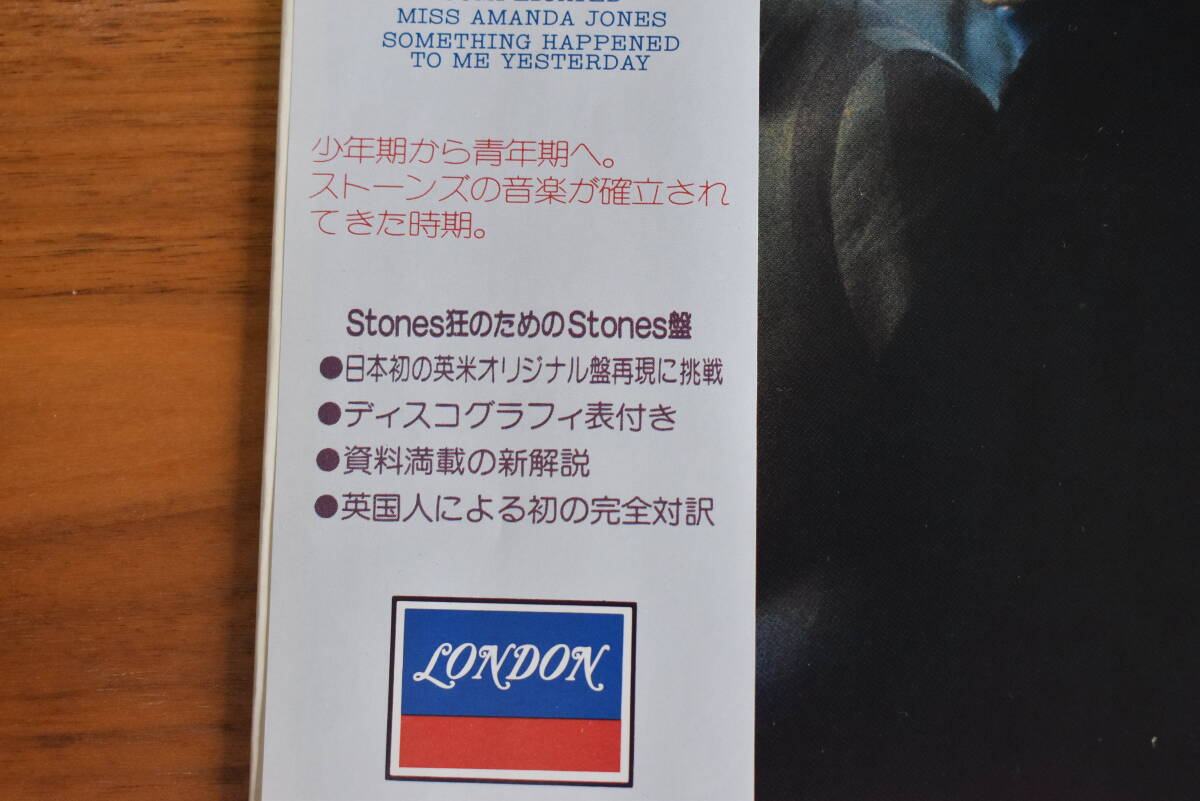 MISS AMANDA JONES
SOMETHING HAPPENED
TO ME YESTERDAY
少年期から青年期へ。
ストーンズの音楽が確立され
てきた時期。
Stones狂のためのStones盤
●日本初の英米オリジナル盤再現に挑戦
●ディスコグラフィ表付き
●資料満載の新解説
●英国人による初の完全対訳
LONDON